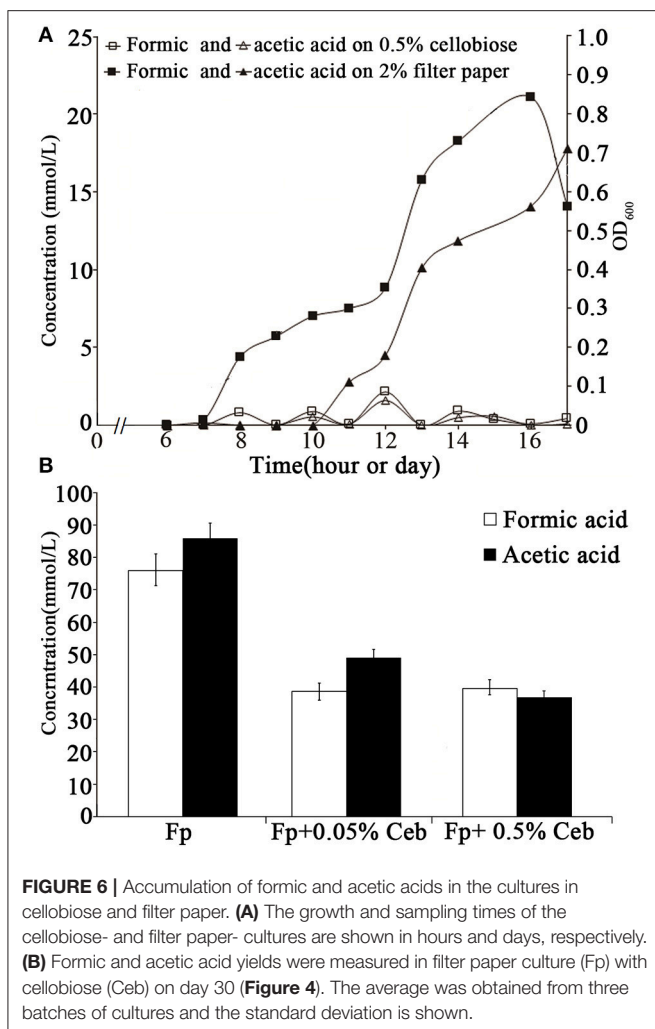 A
Formic and acetic acid on 0.5% cellobiose
Formic and acetic acid on 2% filter paper
Concentration (mmol/L)
25
20
15
10
5
0
1.0
0.9
0.8
0.7
0.6
0.5
0.4
0.3
0.2
0.1
0
OD600
0 // 6 8 10 12 14 16
Time(hour or day)
B
Concrntration(mmol/L)
100
90
80
70
60
50
40
30
20
10
0
Formic acid
Acetic acid
Fp Fp+0.05% Ceb Fp+ 0.5% Ceb
FIGURE 6 | Accumulation of formic and acetic acids in the cultures in
cellobiose and filter paper. (A) The growth and sampling times of the
cellobiose- and filter paper- cultures are shown in hours and days, respectively.
(B) Formic and acetic acid yields were measured in filter paper culture (Fp) with
cellobiose (Ceb) on day 30 (Figure 4). The average was obtained from three
batches of cultures and the standard deviation is shown.